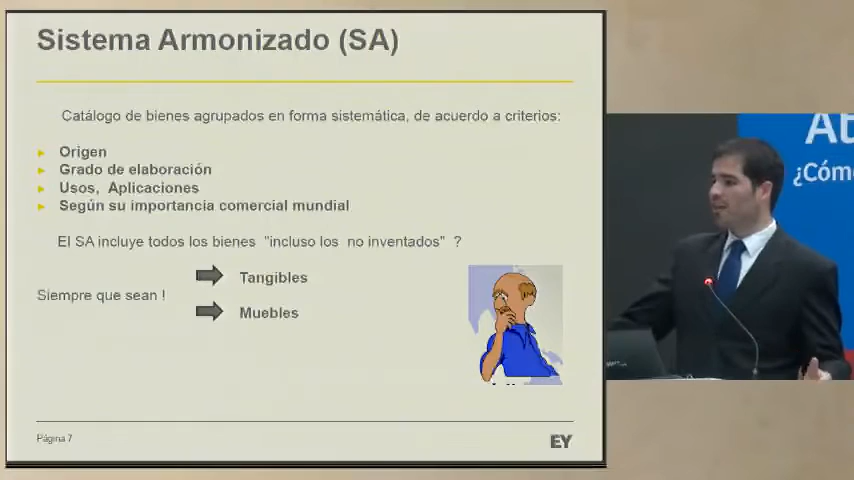 Sistema Armonizado (SA)
Catálogo de bienes agrupados en forma sistemática, de acuerdo a criterios:
Origen
Grado de elaboración
Usos, Aplicaciones
Según su importancia comercial mundial
El SA incluye todos los bienes "incluso los no inventados" ?
Siempre que sean !
Tangibles
Muebles
Página 7
EY
¿Cóm